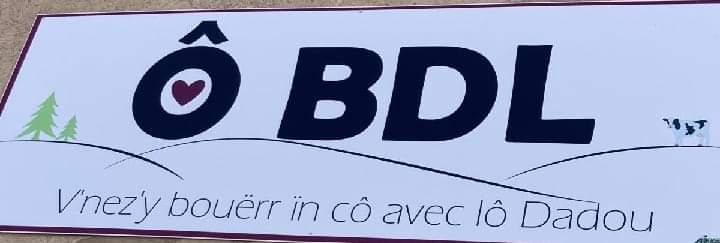 Ô BDL
V'nez'y bouërr ïn cô avec lô Dadou